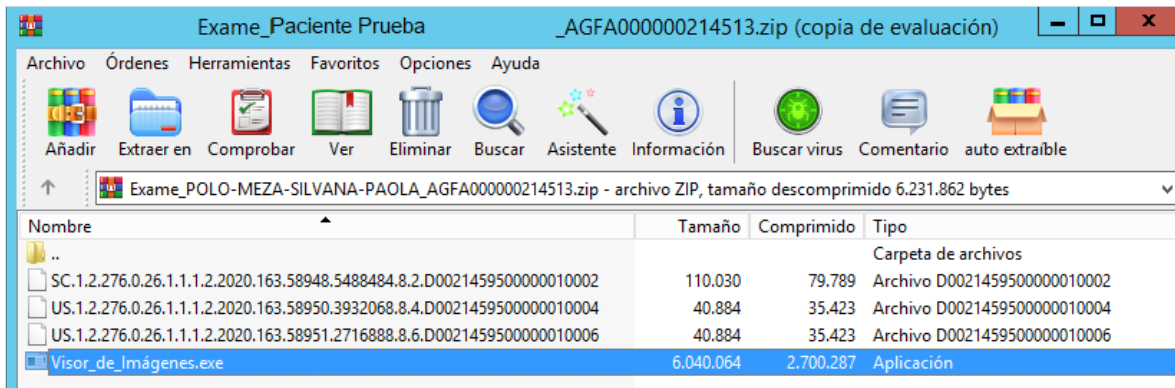 Exame_Paciente Prueba _AGFA000000214513.zip (copia de evaluación)
Archivo Órdenes Herramientas Favoritos Opciones Ayuda
Añadir Extraer en Comprobar Ver Eliminar Buscar Asistente Información Buscar virus Comentario auto extraíble
Exame_POLO-MEZA-SILVANA-PAOLA_AGFA000000214513.zip - archivo ZIP, tamaño descomprimido 6.231.862 bytes
Nombre Tamaño Comprimido Tipo
.. Carpeta de archivos
SC.1.2.276.0.26.1.1.1.2.2020.163.58948.5488484.8.2.D0021459500000010002 110.030 79.789 Archivo D0021459500000010002
US.1.2.276.0.26.1.1.1.2.2020.163.58950.3932068.8.4.D0021459500000010004 40.884 35.423 Archivo D0021459500000010004
US.1.2.276.0.26.1.1.1.2.2020.163.58951.2716888.8.6.D0021459500000010006 40.884 35.423 Archivo D0021459500000010006
Visor_de_Imágenes.exe 6.040.064 2.700.287 Aplicación